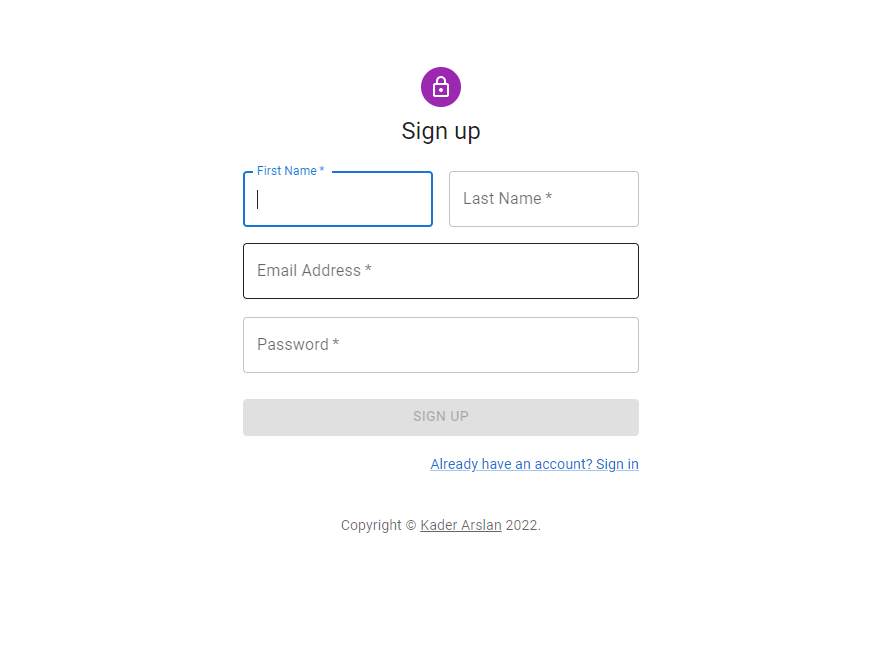 Sign up
First Name *
Last Name *
Email Address *
Password *
SIGN UP
Already have an account? Sign in
Copyright © Kader Arslan 2022.